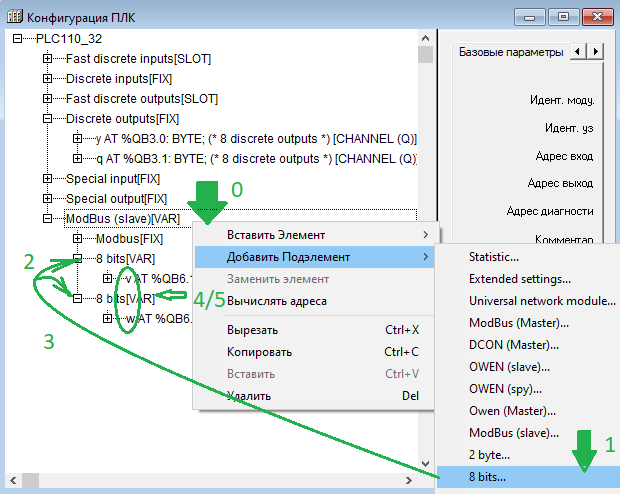 Конфигурация ПЛК
PLC110_32
Fast discrete inputs[SLOT]
Discrete inputs[FIX]
Fast discrete outputs[SLOT]
Discrete outputs[FIX]
y AT %QB3.0: BYTE; (* 8 discrete outputs *) [CHANNEL (Q)]
q AT %QB3.1: BYTE; (* 8 discrete outputs *) [CHANNEL (Q)]
Special input[FIX]
Special output[FIX]
0
ModBus (slave)[VAR]
Modbus[FIX]
2
8 bits[VAR]
v AT %QB6.
8 bits[VAR]
4/5
w AT %QB6.
3
Базовые параметры
Идент. моду.
Идент. уз
Адрес вход
Адрес выход
Адрес диагности
Комментар
Вставить Элемент
Добавить Подэлемент
Заменить элемент
Вычислять адреса
Вырезать Ctrl+X
Копировать Ctrl+C
Вставить Ctrl+V
Удалить Del
Statistic...
Extended settings...
Universal network module...
ModBus (Master)...
DCON (Master)...
OWEN (slave)...
OWEN (spy)...
Owen (Master)...
ModBus (slave)...
1
2 byte...
8 bits...